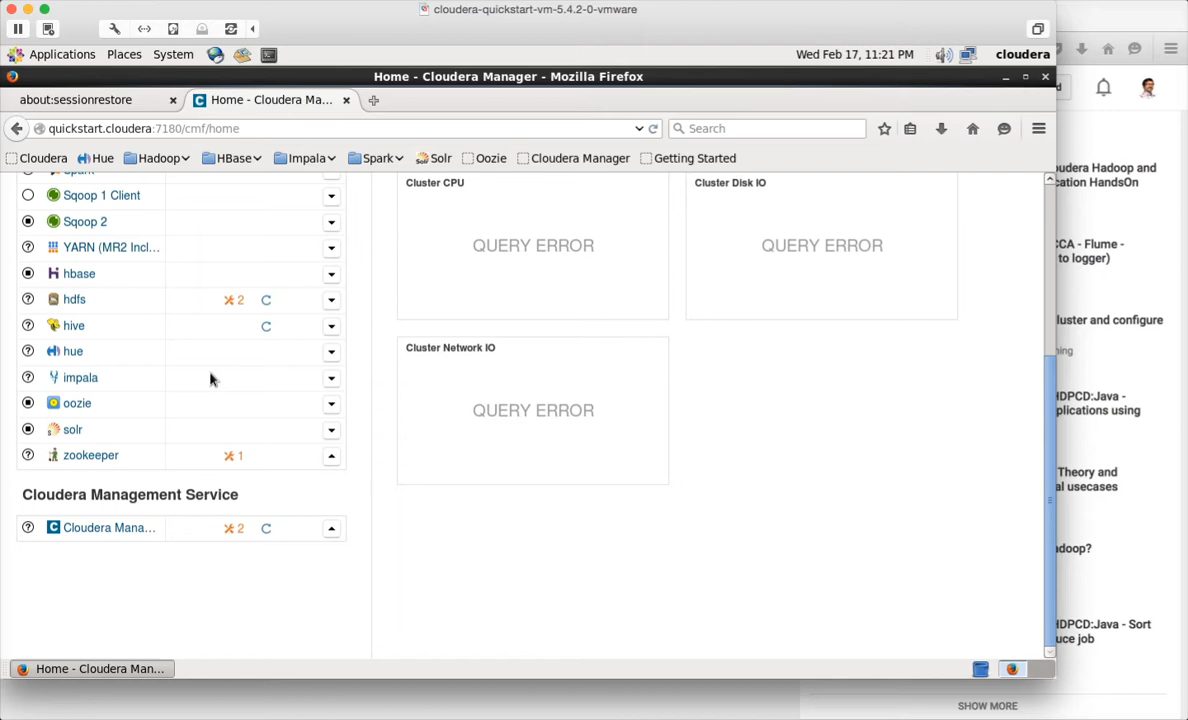 cloudera-quickstart-vm-5.4.2-0-vmware
Applications Places System Wed Feb 17, 11:21 PM cloudera
Home - Cloudera Manager - Mozilla Firefox
about:sessionrestore Home - Cloudera Ma...
quickstart.cloudera:7180/cmf/home Search
Cloudera Hue Hadoop HBase Impala Spark Solr Oozie Cloudera Manager Getting Started
Cluster CPU Cluster Disk IO
Sqoop 1 Client
Sqoop 2
YARN (MR2 Incl...
QUERY ERROR QUERY ERROR
hbase
hdfs 2
hive
hue
Cluster Network IO
impala
oozie
QUERY ERROR
solr
zookeeper 1
Cloudera Management Service
Cloudera Mana... 2
Home - Cloudera Man...
d
oudera Hadoop and
cation HandsOn
CCA - Flume -
to logger)
luster and configure
ning
HDPCD:Java -
plications using
Theory and
al usecases
adoop?
HDPCD:Java - Sort
uce job
SHOW MORE